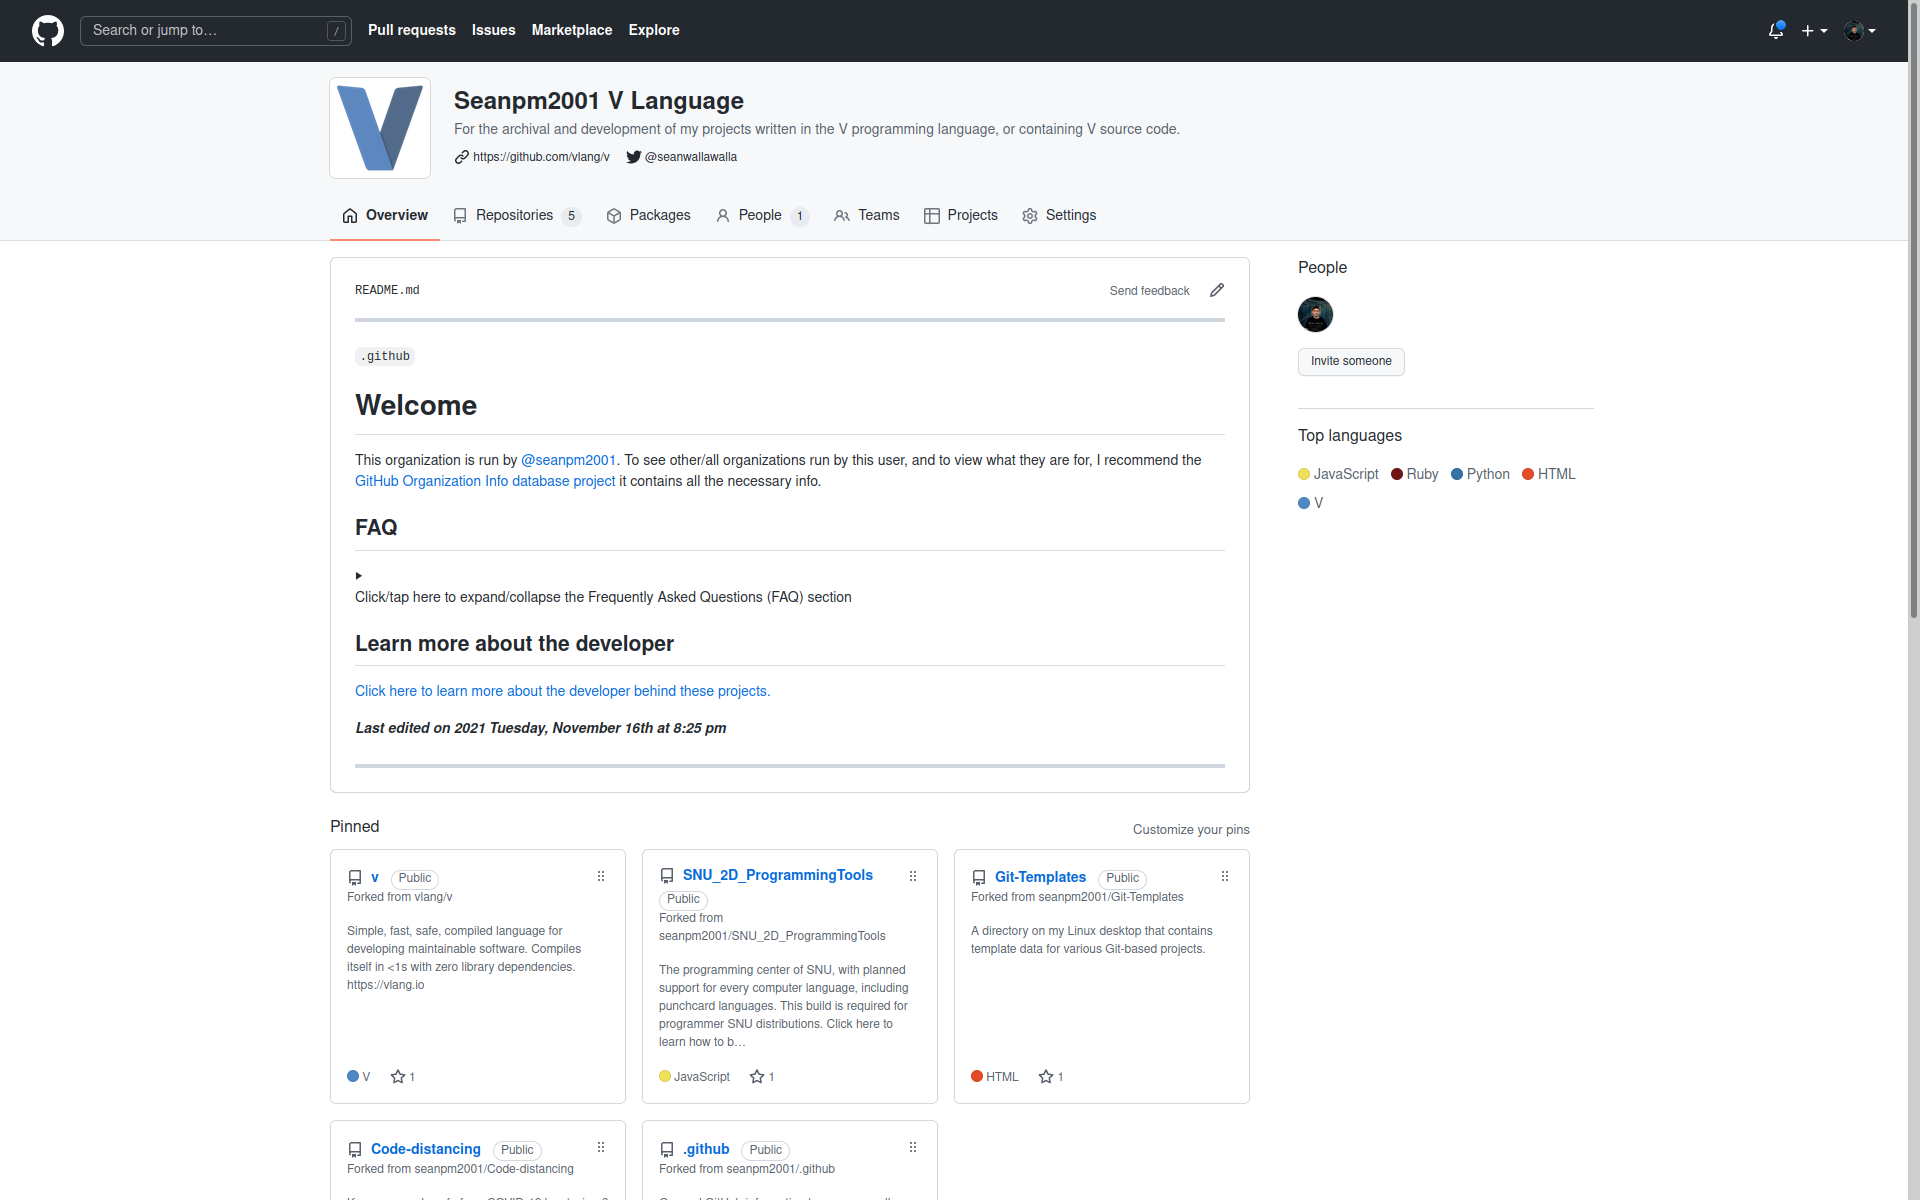 Search or jump to…
/
Pull requests
Issues
Marketplace
Explore
Seanpm2001 V Language
For the archival and development of my projects written in the V programming language, or containing V source code.
https://github.com/vlang/v
@seanwallawalla
Overview
Repositories 5
Packages
People 1
Teams
Projects
Settings
README.md
Send feedback
.github
Welcome
This organization is run by @seanpm2001. To see other/all organizations run by this user, and to view what they are for, I recommend the
GitHub Organization Info database project it contains all the necessary info.
FAQ
Click/tap here to expand/collapse the Frequently Asked Questions (FAQ) section
Learn more about the developer
Click here to learn more about the developer behind these projects.
Last edited on 2021 Tuesday, November 16th at 8:25 pm
People
Invite someone
Top languages
JavaScript Ruby Python HTML
V
Pinned
Customize your pins
v Public
Forked from vlang/v
Simple, fast, safe, compiled language for
developing maintainable software. Compiles
itself in <1s with zero library dependencies.
https://vlang.io
V 1
SNU_2D_ProgrammingTools
Public
Forked from
seanpm2001/SNU_2D_ProgrammingTools
The programming center of SNU, with planned
support for every computer language, including
punchcard languages. This build is required for
programmer SNU distributions. Click here to
learn how to b…
JavaScript 1
Git-Templates Public
Forked from seanpm2001/Git-Templates
A directory on my Linux desktop that contains
template data for various Git-based projects.
HTML 1
Code-distancing Public
Forked from seanpm2001/Code-distancing
.github Public
Forked from seanpm2001/.github